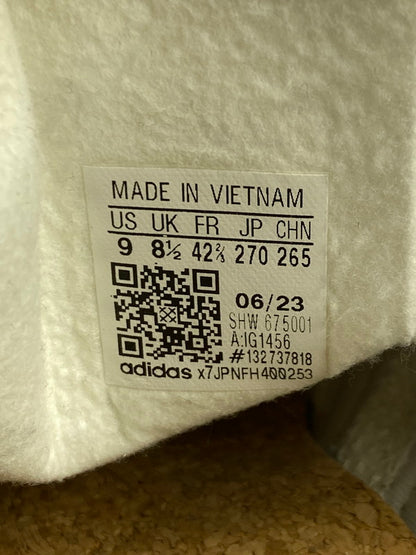 MADE IN VIETNAM
US UK FR JP CHN
9 8½ 42⅔ 270 265
06/23
SHW 675001
A:IG1456
#132737818
adidas x7JPNFH400253